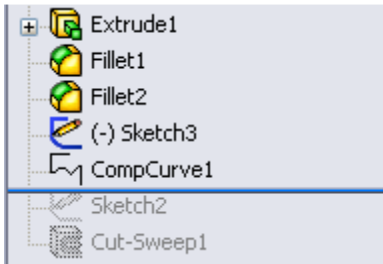 Extrude1
Fillet1
Fillet2
(-) Sketch3
CompCurve1
Sketch2
Cut-Sweep1